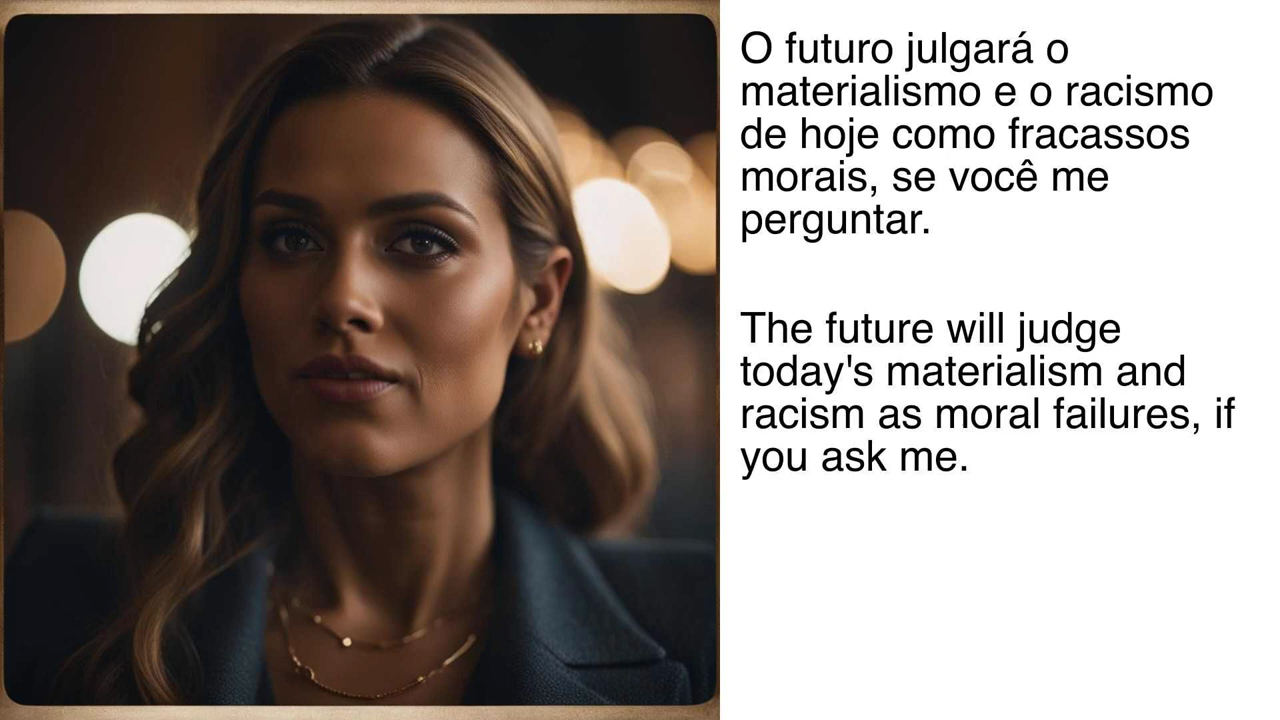 O futuro julgará o
materialismo e o racismo
de hoje como fracassos
morais, se você me
perguntar.
The future will judge
today's materialism and
racism as moral failures, if
you ask me.